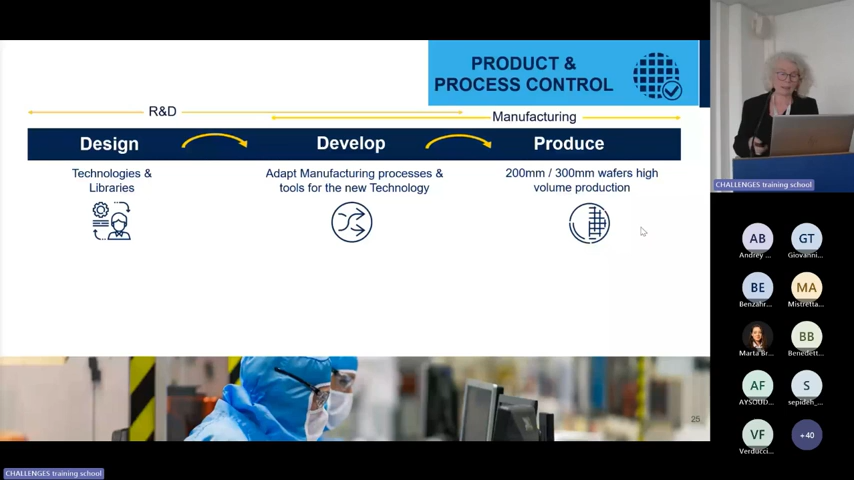 PRODUCT &
PROCESS CONTROL
R&D
Manufacturing
Design
Develop
Produce
Technologies &
Libraries
Adapt Manufacturing processes &
tools for the new Technology
200mm / 300mm wafers high
volume production
25
CHALLENGES training school
AB
Andrey ...
GT
Giovanni...
BE
Benzahr...
MA
Mistretta...
Marta Br...
BB
Benedett...
AF
AYSOUD...
S
sepideh_...
VF
Verducci...
+40
CHALLENGES training school